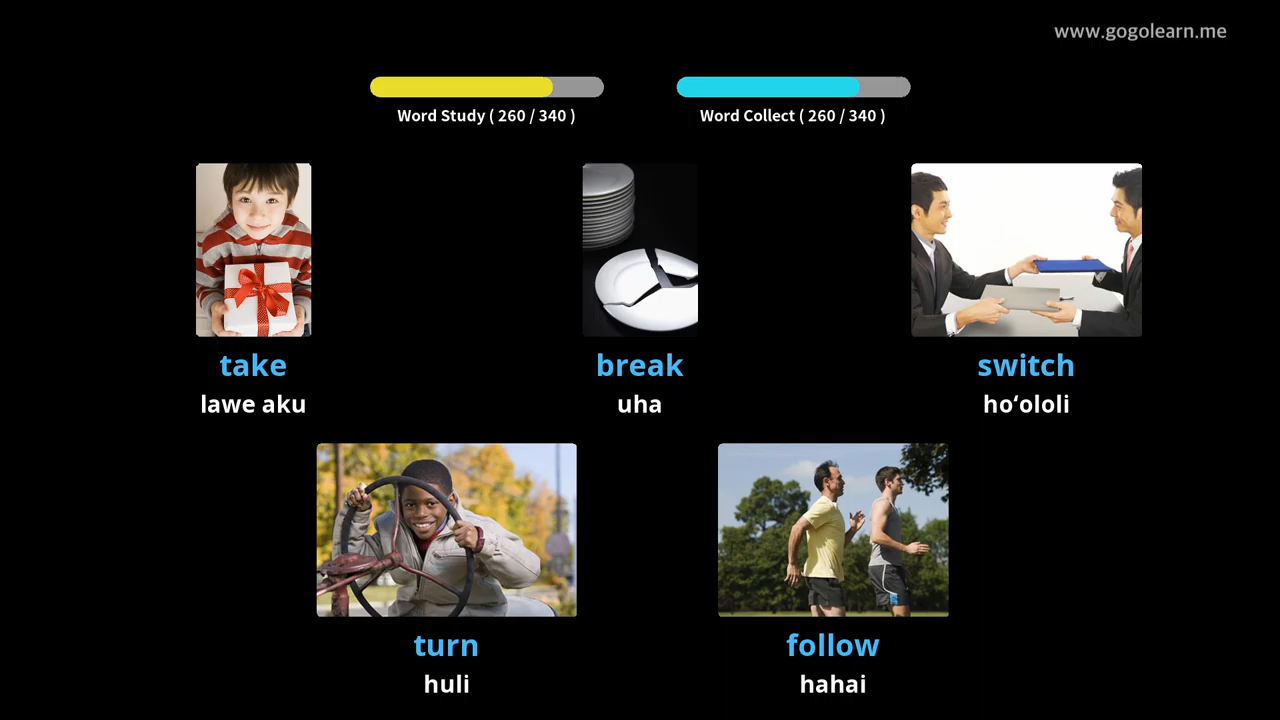 www.gogolearn.me
Word Study ( 260 / 340 )
Word Collect ( 260 / 340 )
take
lawe aku
break
uha
switch
hoʻololi
turn
huli
follow
hahai